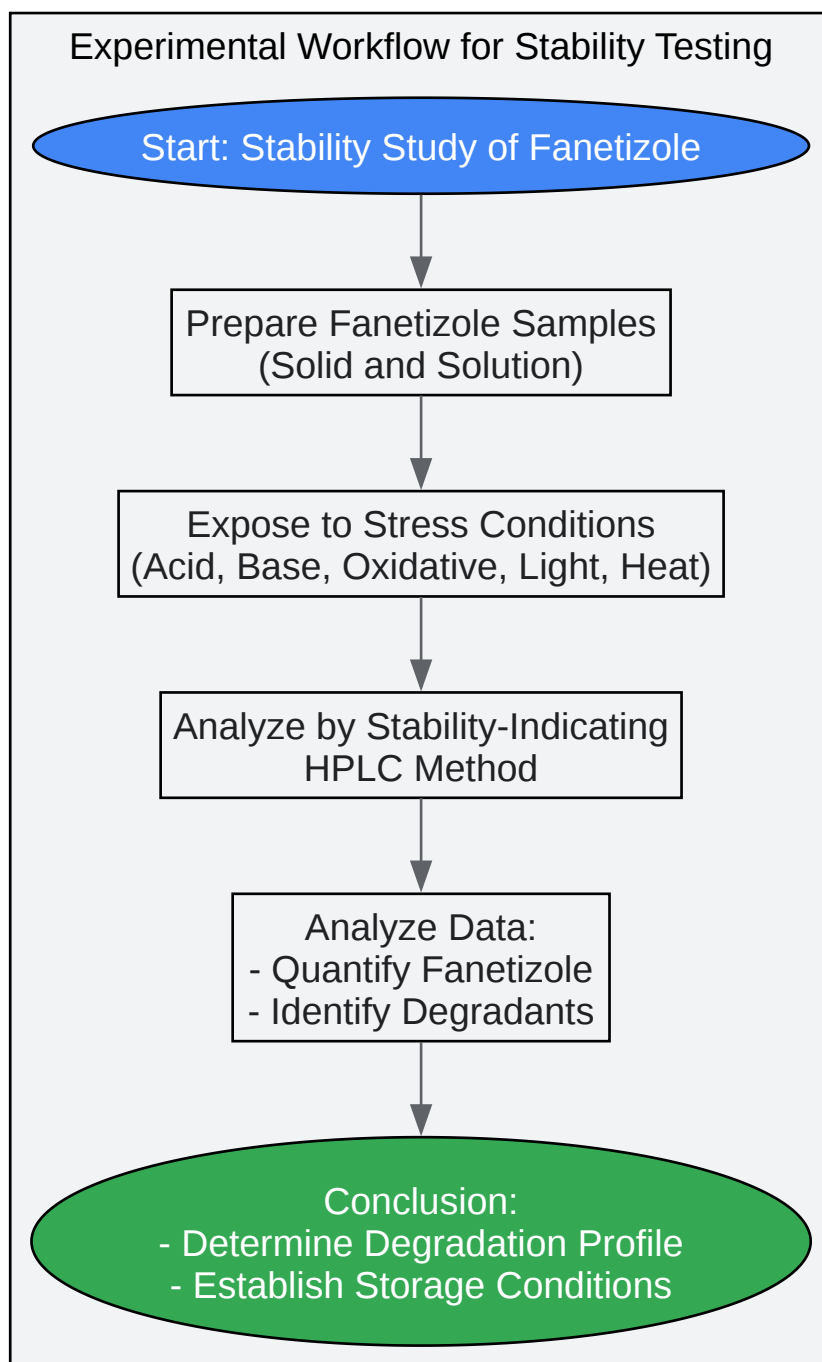 Experimental Workflow for Stability Testing
Start: Stability Study of Fanetizole
Prepare Fanetizole Samples
(Solid and Solution)
Expose to Stress Conditions
(Acid, Base, Oxidative, Light, Heat)
Analyze by Stability-Indicating
HPLC Method
Analyze Data:
- Quantify Fanetizole
- Identify Degradants
Conclusion:
- Determine Degradation Profile
- Establish Storage Conditions